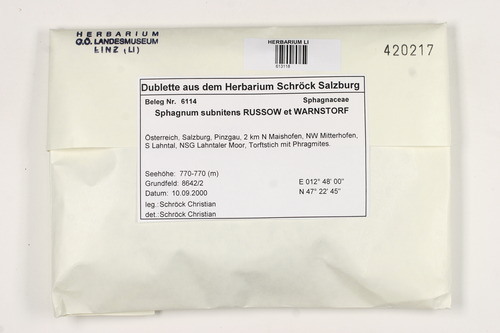 HERBARIUM
O.Ö. LANDESMUSEUM
LINZ (LI)
HERBARIUM LI
420217
Dublette aus dem Herbarium Schröck Salzburg
Beleg Nr. 6114 Sphagnaceae
Sphagnum subnitens RUSSOW et WARNSTORF
Österreich, Salzburg, Pinzgau, 2 km N Maishofen, NW Mitterhofen,
S Lahntal, NSG Lahntaler Moor, Torfstich mit Phragmites.
Seehöhe: 770-770 (m) E 012° 48' 00"
Grundfeld: 8642/2 N 47° 22' 45"
Datum: 10.09.2000
leg.: Schröck Christian
det.: Schröck Christian